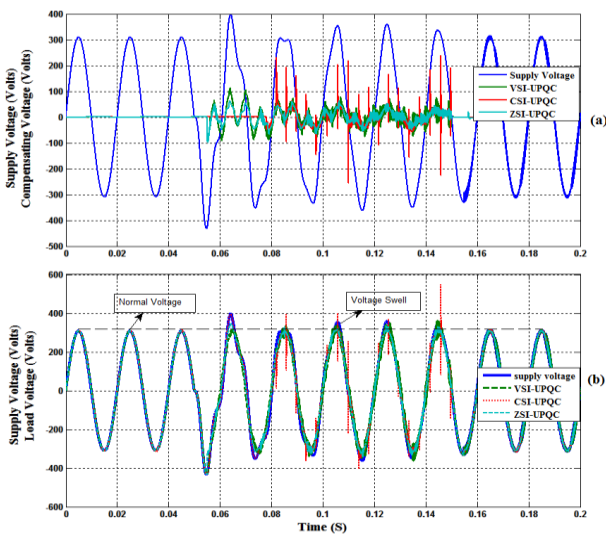 Supply Voltage (Volts)
Compensating Voltage (Volts)
400
300
200
100
0
-100
-200
-300
-400
-500
0
0.02
0.04
0.06
0.08
0.1
0.12
0.14
0.16
0.18
0.2
Supply Voltage
VSI-UPQC
CSI-UPQC
ZSI-UPQC
(a)
Supply Voltage (Volts)
Load Voltage (Volts)
600
400
200
0
-200
-400
-600
Normal Voltage
Voltage Swell
supply voltage
VSI-UPQC
CSI-UPQC
ZSI-UPQC
(b)
0
0.02
0.04
0.06
0.08
0.1
0.12
0.14
0.16
0.18
0.2
Time (S)